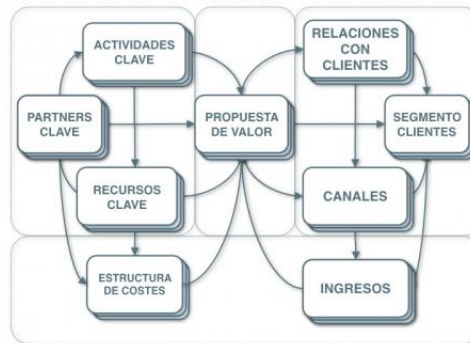 ACTIVIDADES
CLAVE
RELACIONES
CON
CLIENTES
PARTNERS
CLAVE
PROPUESTA
DE VALOR
SEGMENTO
CLIENTES
RECURSOS
CLAVE
CANALES
ESTRUCTURA
DE COSTES
INGRESOS